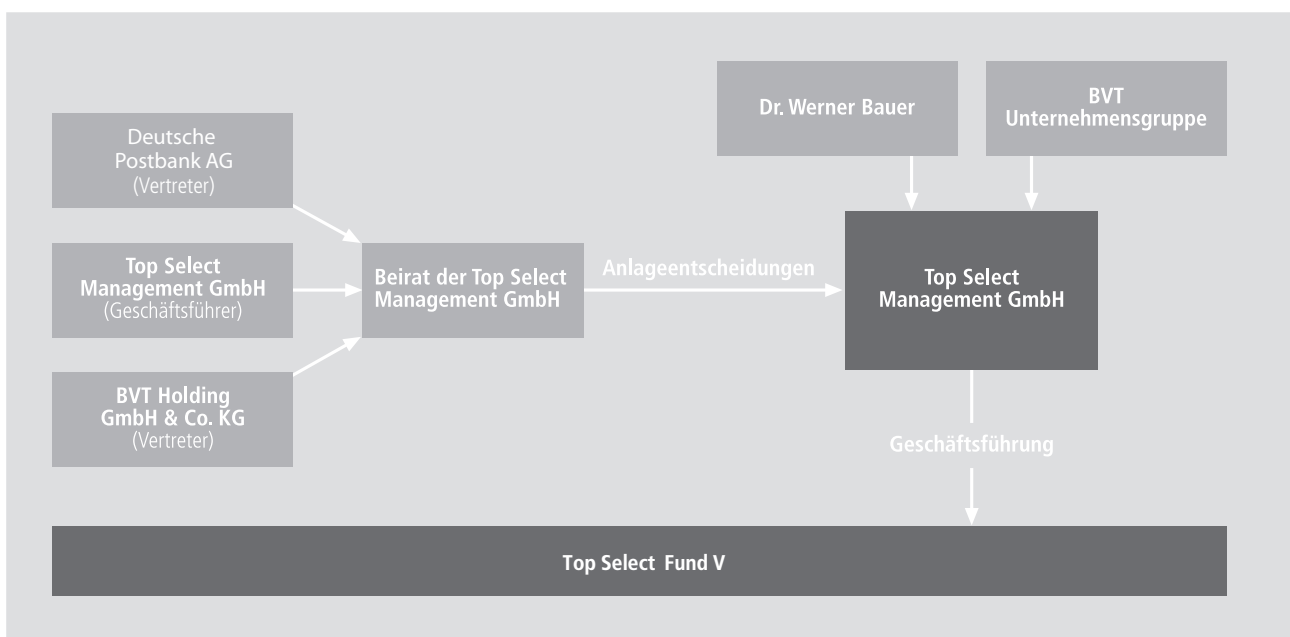 Dr. Werner Bauer
BVT
Unternehmensgruppe
Deutsche
Postbank AG
(Vertreter)
Top Select
Management GmbH
(Geschäftsführer)
BVT Holding
GmbH & Co. KG
(Vertreter)
Beirat der Top Select
Management GmbH
Anlageentscheidungen
Top Select
Management GmbH
Geschäftsführung
Top Select Fund V